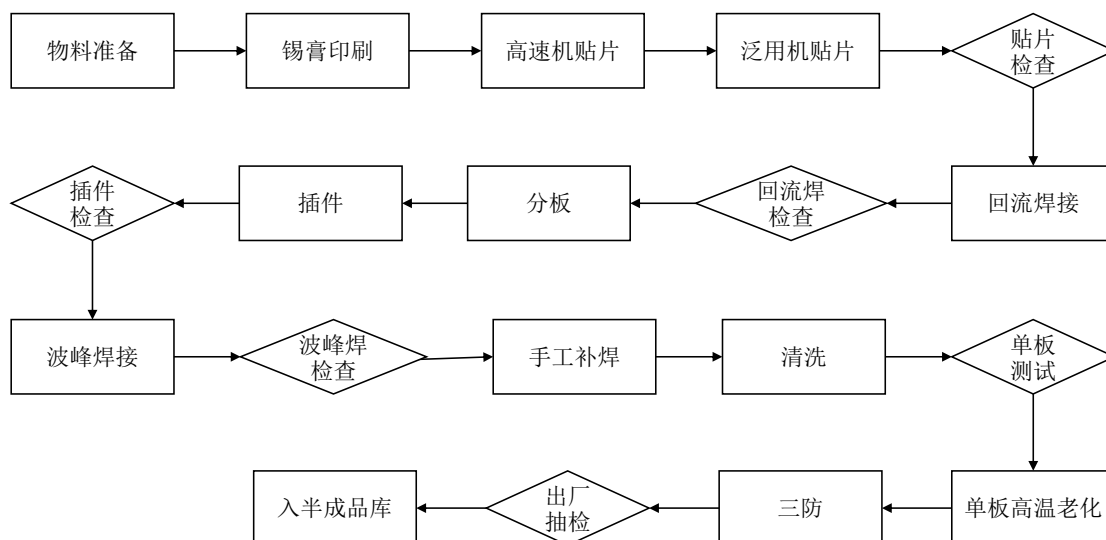 物料准备
锡膏印刷
高速机贴片
泛用机贴片
贴片
检查
回流焊接
回流焊
检查
分板
插件
插件
检查
波峰焊接
波峰焊
检查
手工补焊
清洗
单板
测试
单板高温老化
三防
出厂
抽检
入半成品库